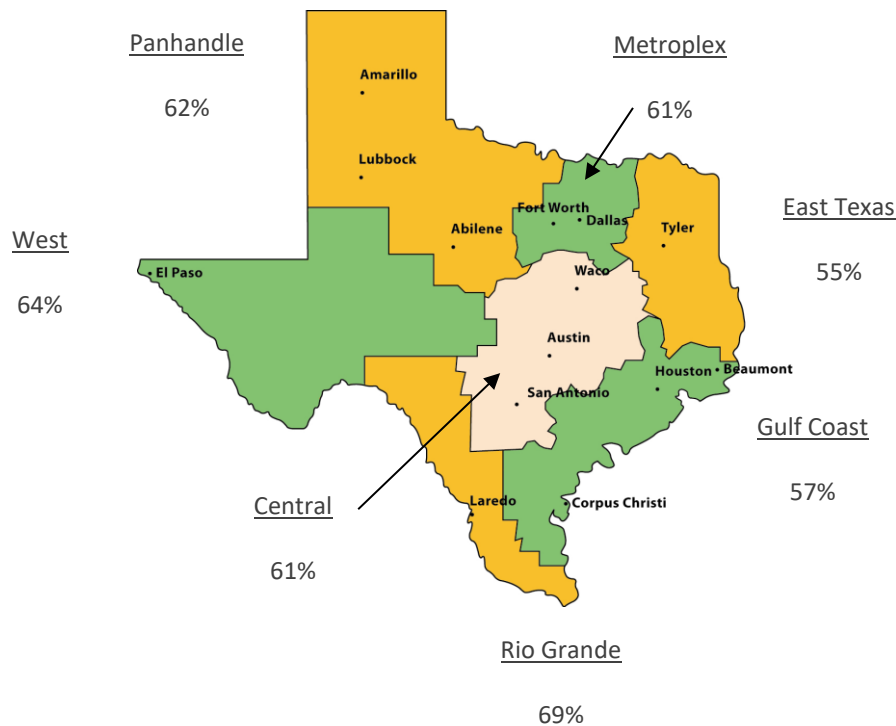 Panhandle
62%
Metroplex
61%
Amarillo
Lubbock
Abilene
Fort Worth
Dallas
Tyler
East Texas
55%
West
64%
El Paso
Waco
Austin
San Antonio
Houston
Beaumont
Gulf Coast
57%
Central
61%
Laredo
Corpus Christi
Rio Grande
69%